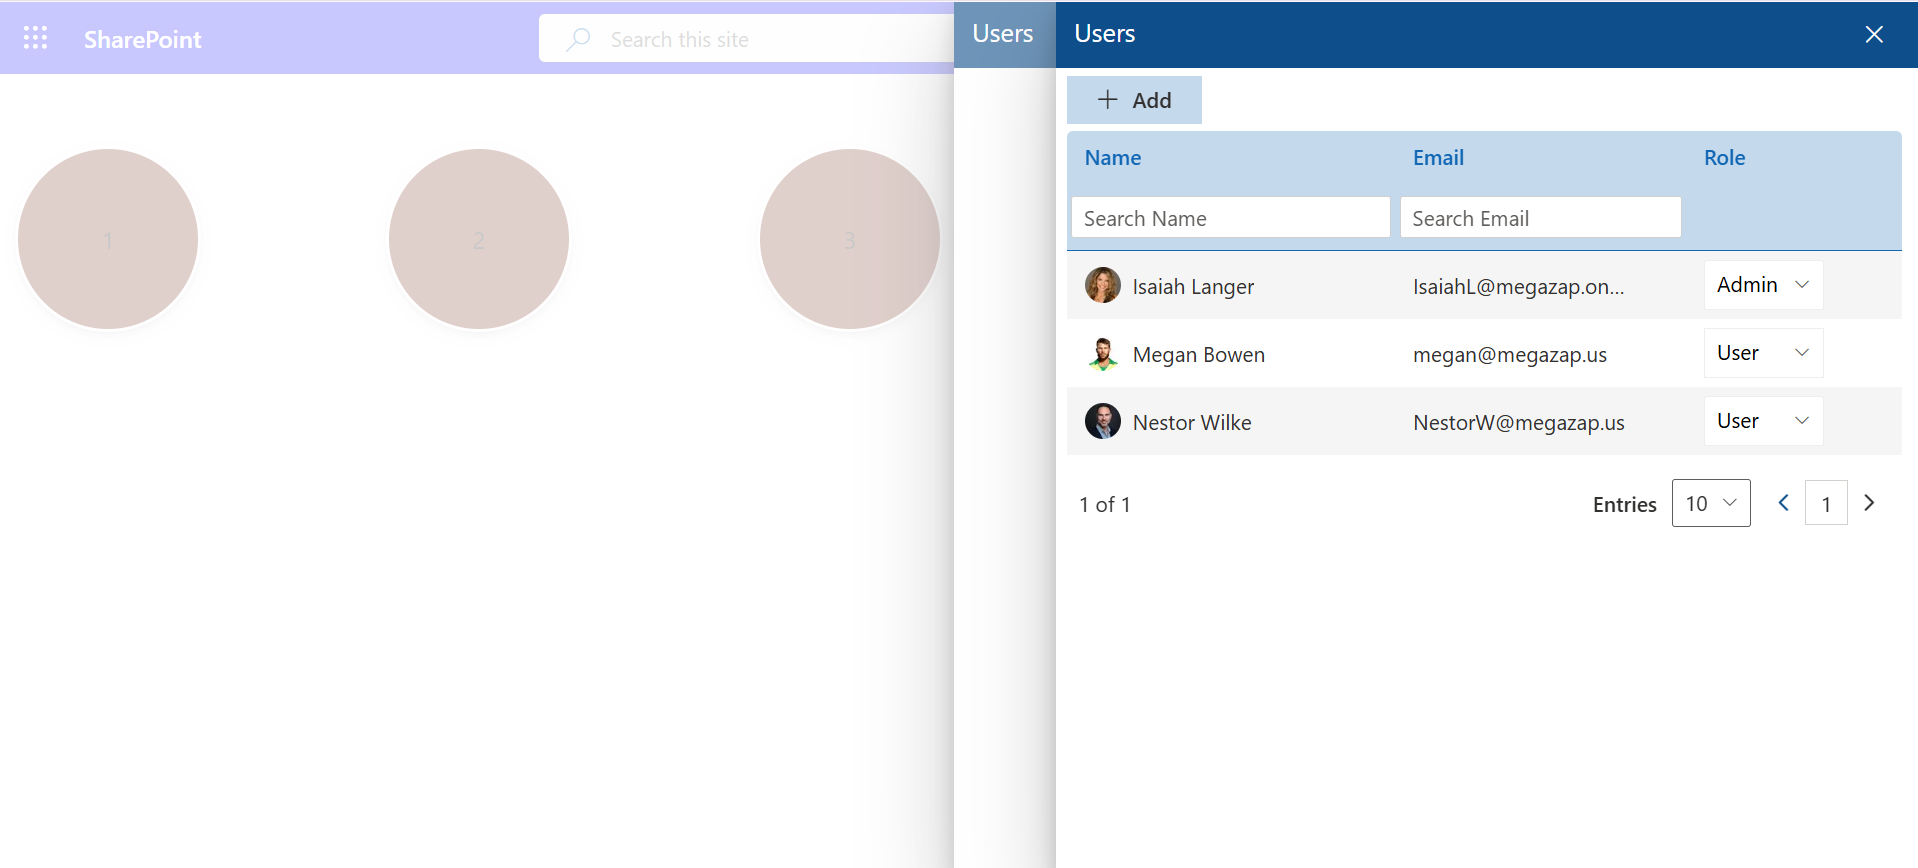 SharePoint
Search this site
Users
Users
Add
Name Email Role
Search Name Search Email
Isaiah Langer IsaiahL@megazap.on... Admin
Megan Bowen megan@megazap.us User
Nestor Wilke NestorW@megazap.us User
1 of 1 Entries 10 1
1 2 3